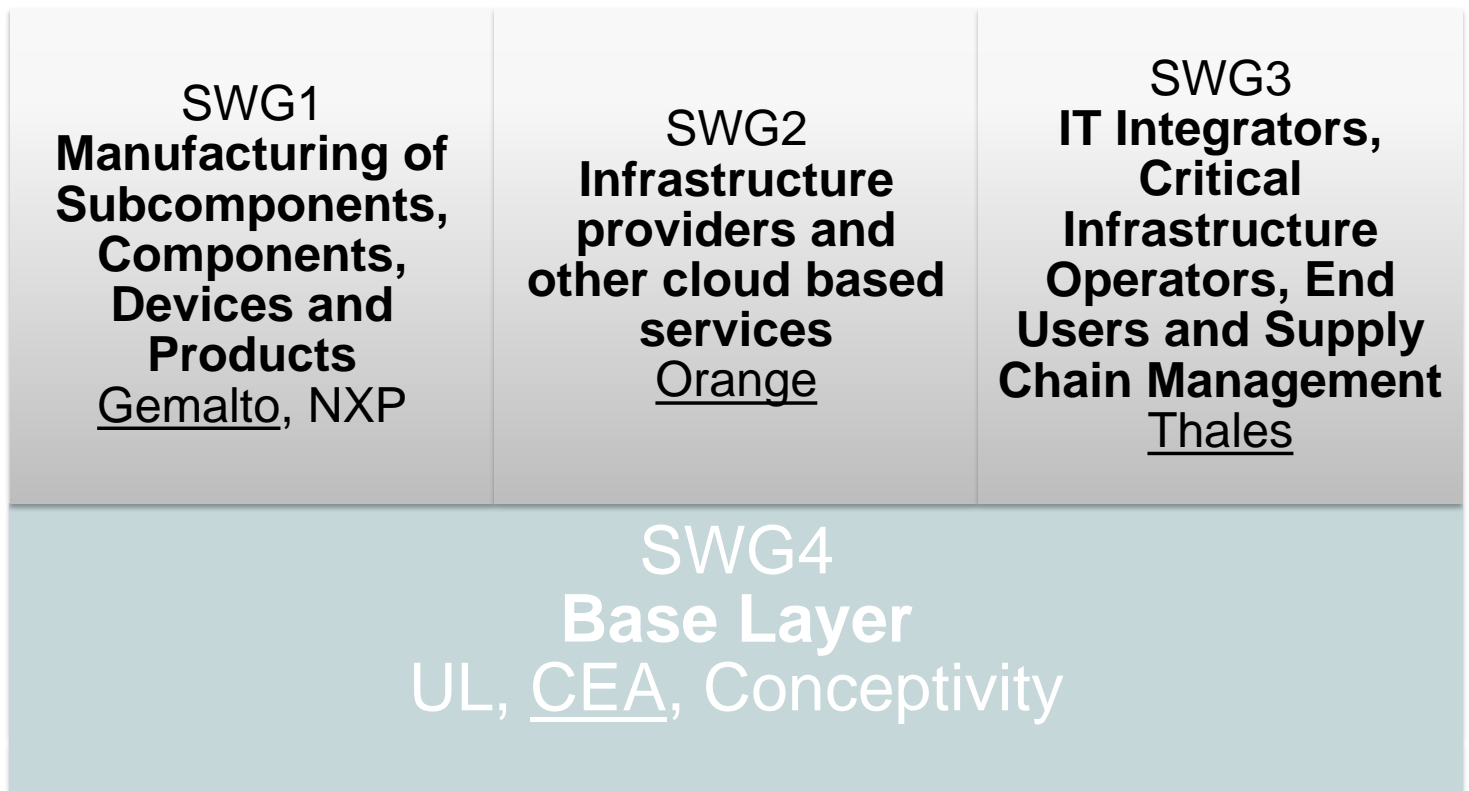 SWG1
Manufacturing of
Subcomponents,
Components,
Devices and
Products
Gemalto, NXP
SWG2
Infrastructure
providers and
other cloud based
services
Orange
SWG3
IT Integrators,
Critical
Infrastructure
Operators, End
Users and Supply
Chain Management
Thales
SWG4
Base Layer
UL, CEA, Conceptivity